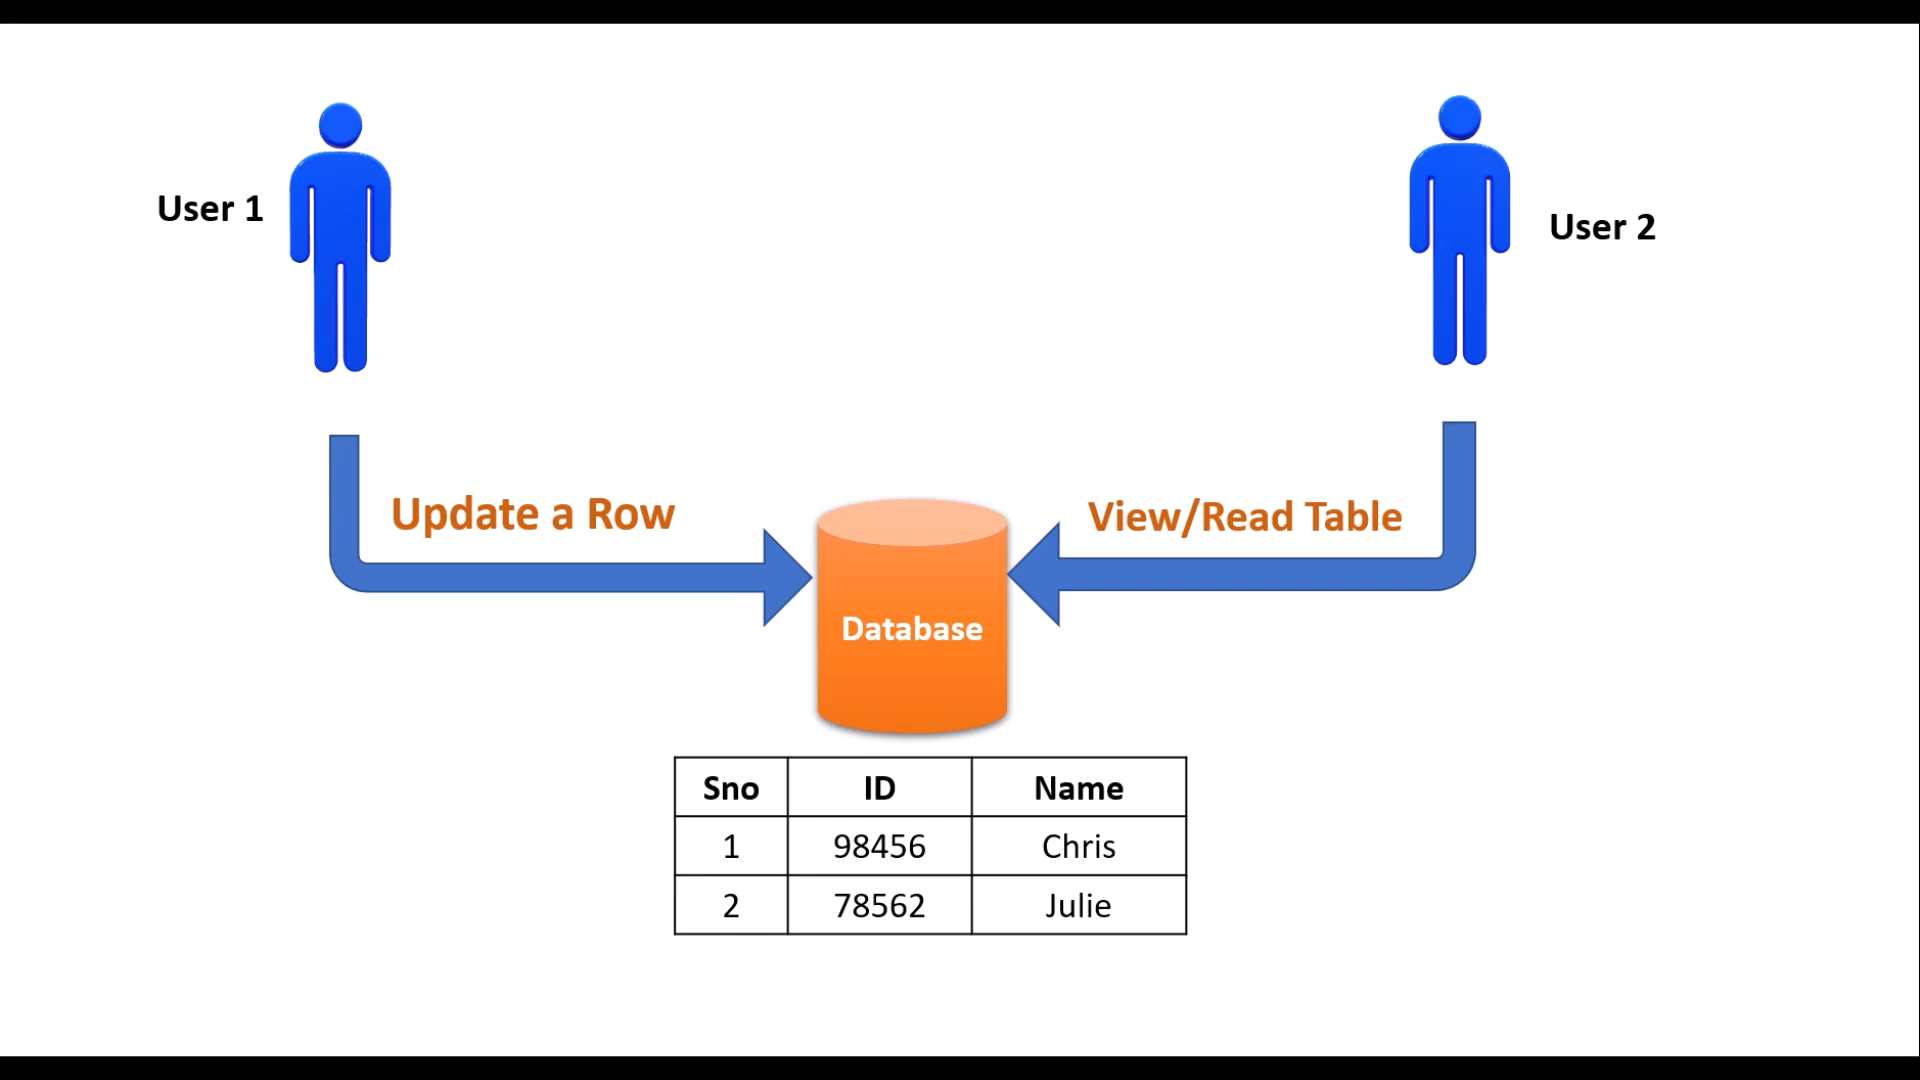 User 1
User 2
Update a Row
View/Read Table
Database
Sno ID Name
1 98456 Chris
2 78562 Julie